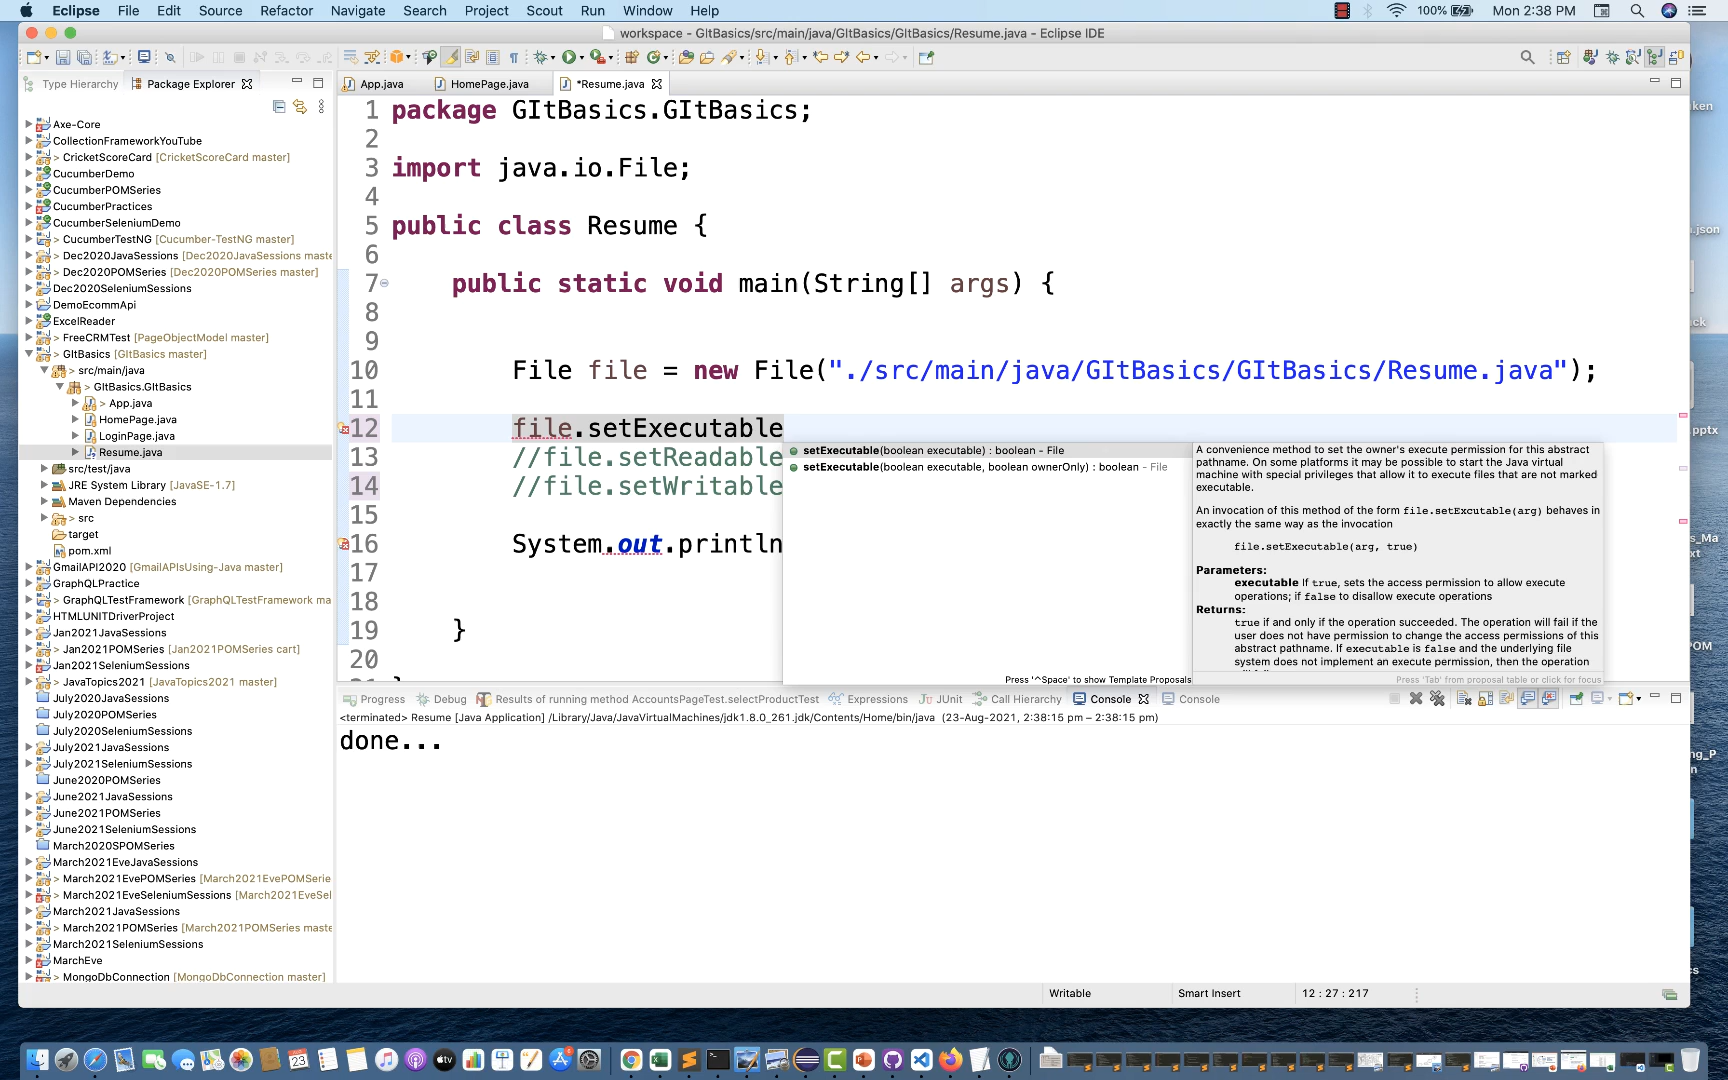 Eclipse File Edit Source Refactor Navigate Search Project Scout Run Window Help
100% Mon 2:38 PM
workspace - GItBasics/src/main/java/GItBasics/GItBasics/Resume.java - Eclipse IDE
Type Hierarchy Package Explorer
App.java HomePage.java *Resume.java
Axe-Core
CollectionFrameworkYouTube
> CricketScoreCard [CricketScoreCard master]
CucumberDemo
CucumberPOMSeries
CucumberPractices
CucumberSeleniumDemo
> CucumberTestNG [Cucumber-TestNG master]
> Dec2020JavaSessions [Dec2020JavaSessions maste
> Dec2020POMSeries [Dec2020POMSeries master]
Dec2020SeleniumSessions
DemoEcommApi
ExcelReader
> FreeCRMTest [PageObjectModel master]
> GItBasics [GItBasics master]
> src/main/java
> GItBasics.GItBasics
> App.java
HomePage.java
LoginPage.java
Resume.java
src/test/java
JRE System Library [JavaSE-1.7]
Maven Dependencies
> src
target
pom.xml
GmailAPI2020 [GmailAPIsUsing-Java master]
GraphQLPractice
> GraphQLTestFramework [GraphQLTestFramework ma
HTMLUNITDriverProject
Jan2021JavaSessions
> Jan2021POMSeries [Jan2021POMSeries cart]
Jan2021SeleniumSessions
> JavaTopics2021 [JavaTopics2021 master]
July2020JavaSessions
July2020POMSeries
July2020SeleniumSessions
July2021JavaSessions
July2021SeleniumSessions
June2020POMSeries
June2021JavaSessions
June2021POMSeries
June2021SeleniumSessions
March2020SPOMSeries
March2021EveJavaSessions
> March2021EvePOMSeries [March2021EvePOMSerie
> March2021EveSeleniumSessions [March2021EveSel
March2021JavaSessions
> March2021POMSeries [March2021POMSeries maste
March2021SeleniumSessions
MarchEve
> MongoDbConnection [MongoDbConnection master]
1 package GItBasics.GItBasics;
2
3 import java.io.File;
4
5 public class Resume {
6
7 public static void main(String[] args) {
8
9
10 File file = new File("./src/main/java/GItBasics/GItBasics/Resume.java");
11
12 file.setExecutable
13 //file.setReadable
14 //file.setWritable
15
16 System.out.println
17
18
19 }
20
setExecutable(boolean executable) : boolean - File
setExecutable(boolean executable, boolean ownerOnly) : boolean - File
Press '^Space' to show Template Proposals
A convenience method to set the owner's execute permission for this abstract
pathname. On some platforms it may be possible to start the Java virtual
machine with special privileges that allow it to execute files that are not marked
executable.
An invocation of this method of the form file.setExcutable(arg) behaves in
exactly the same way as the invocation
file.setExecutable(arg, true)
Parameters:
executable If true, sets the access permission to allow execute
operations; if false to disallow execute operations
Returns:
true if and only if the operation succeeded. The operation will fail if the
user does not have permission to change the access permissions of this
abstract pathname. If executable is false and the underlying file
system does not implement an execute permission, then the operation
Press 'Tab' from proposal table or click for focus
Progress Debug Results of running method AccountsPageTest.selectProductTest Expressions JUnit Call Hierarchy Console Console
<terminated> Resume [Java Application] /Library/Java/JavaVirtualMachines/jdk1.8.0_261.jdk/Contents/Home/bin/java (23-Aug-2021, 2:38:15 pm – 2:38:15 pm)
done...
Writable Smart Insert 12 : 27 : 217
ken
.json
ck
.pptx
s_Ma
xt
POM
ng_P
n
cs
23
tv